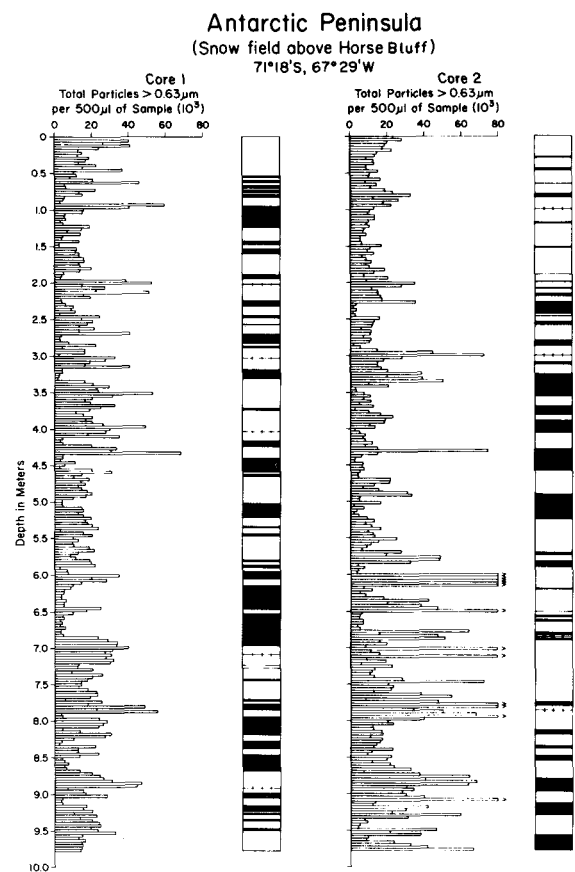 Antarctic Peninsula
(Snow field above Horse Bluff)
71°18'S, 67°29'W
Core 1
Total Particles > 0.63μm
per 500μl of Sample (10³)
0 20 40 60 80
Core 2
Total Particles > 0.63μm
per 500μl of Sample (10³)
0 20 40 60 80
Depth in Meters
0
0.5
1.0
1.5
2.0
2.5
3.0
3.5
4.0
4.5
5.0
5.5
6.0
6.5
7.0
7.5
8.0
8.5
9.0
9.5
10.0